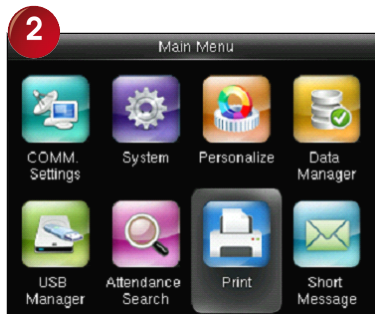 2
Main Menu
COMM. Settings
System
Personalize
Data Manager
USB Manager
Attendance Search
Print
Short Message